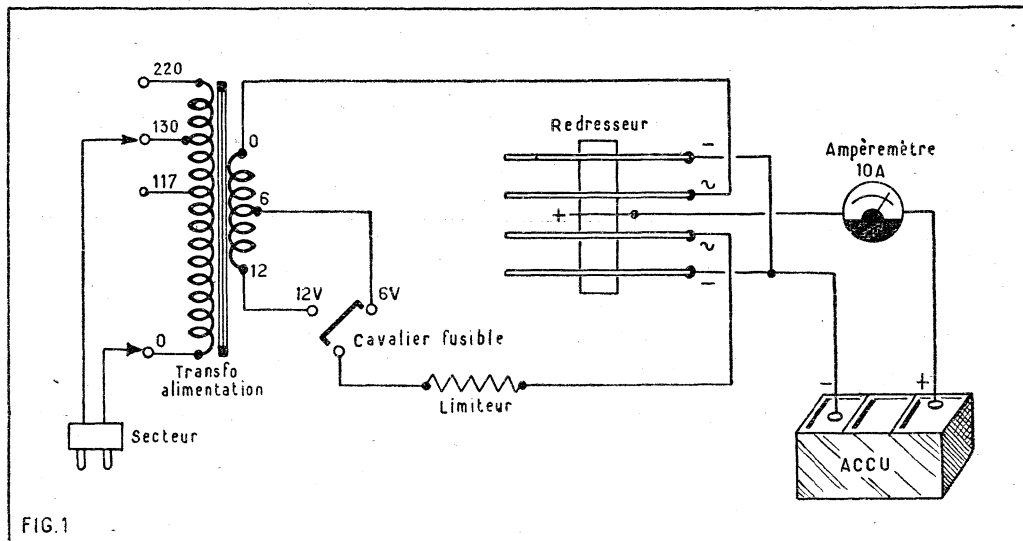 220
130
117
0
Transfo
alimentation
Secteur
0
6
12
12V
6V
Cavalier fusible
Limiteur
Redresseur
-
~
+
~
-
Ampèremètre
10A
-
+
ACCU
FIG.1